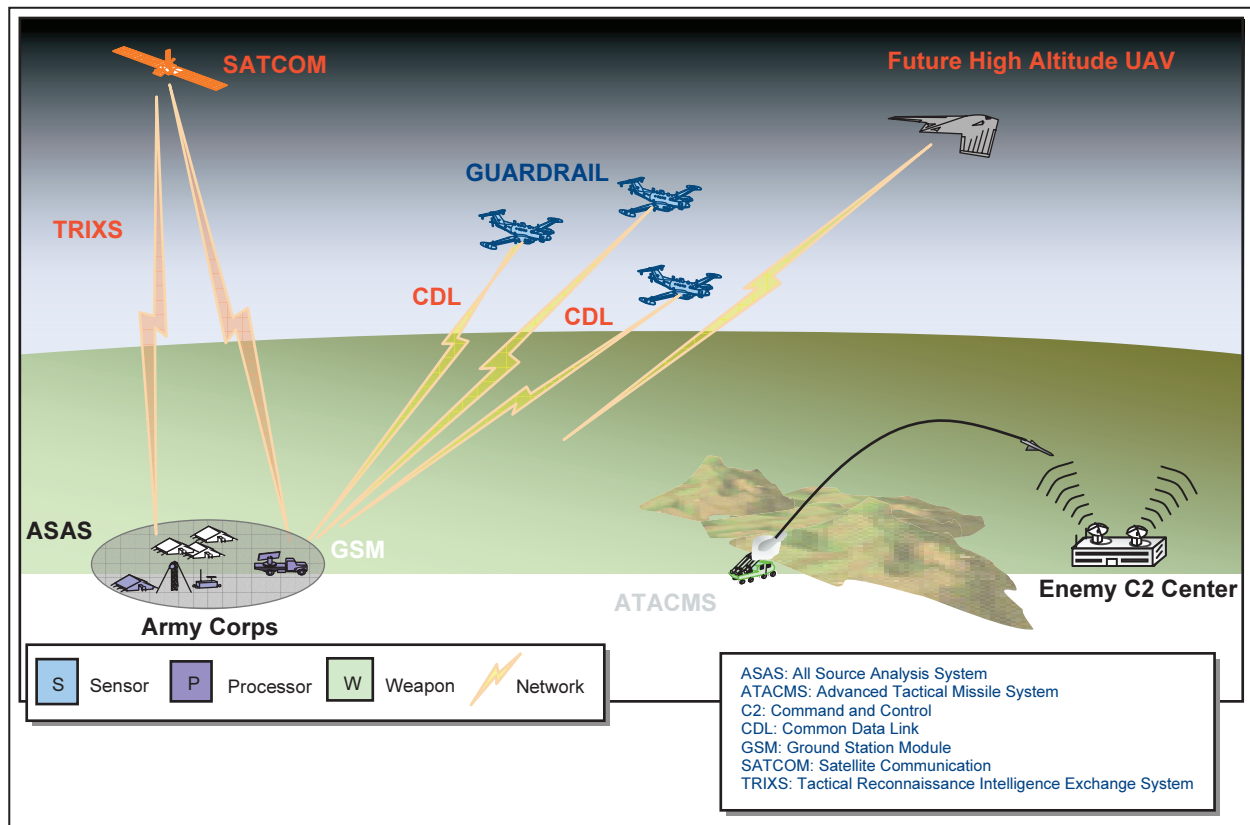 SATCOM
Future High Altitude UAV
GUARDRAIL
TRIXS
CDL
CDL
ASAS
GSM
ATACMS
Enemy C2 Center
Army Corps
S Sensor P Processor W Weapon Network
ASAS: All Source Analysis System
ATACMS: Advanced Tactical Missile System
C2: Command and Control
CDL: Common Data Link
GSM: Ground Station Module
SATCOM: Satellite Communication
TRIXS: Tactical Reconnaissance Intelligence Exchange System